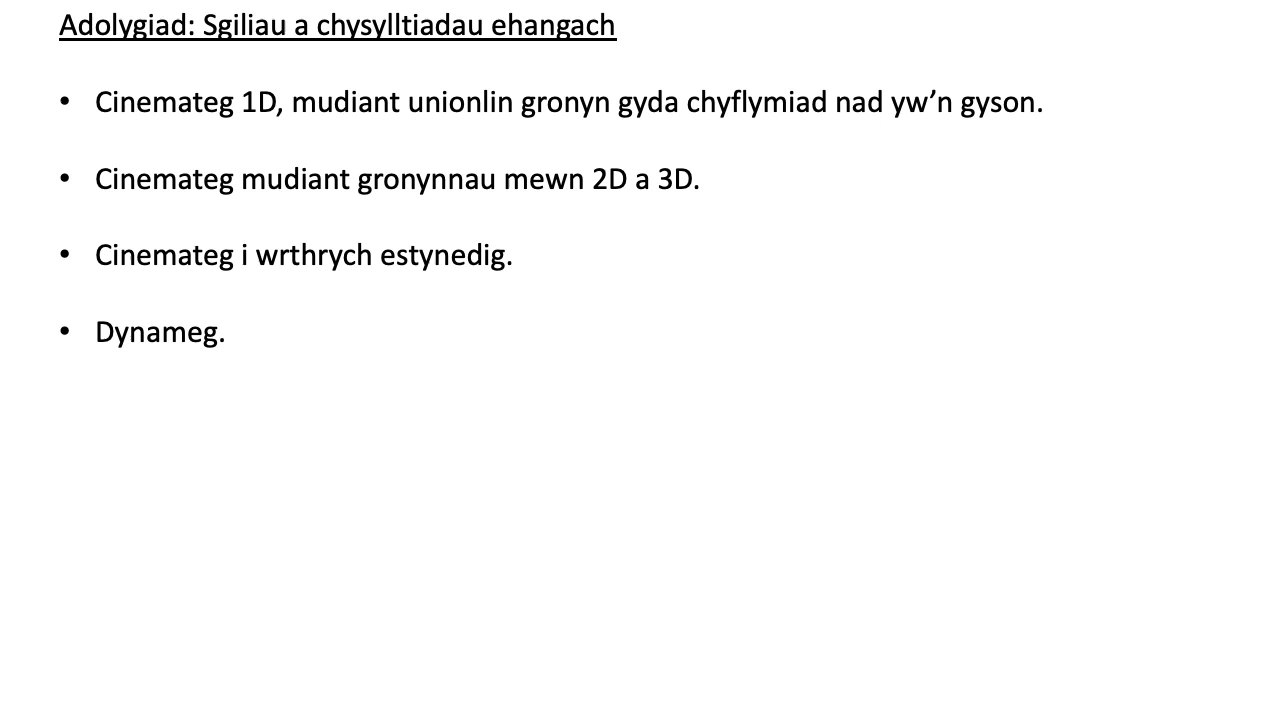 Adolygiad: Sgiliau a chysylltiadau ehangach
• Cinemateg 1D, mudiant unionlin gronyn gyda chyflymiad nad yw’n gyson.
• Cinemateg mudiant gronynnau mewn 2D a 3D.
• Cinemateg i wrthrych estynedig.
• Dynameg.